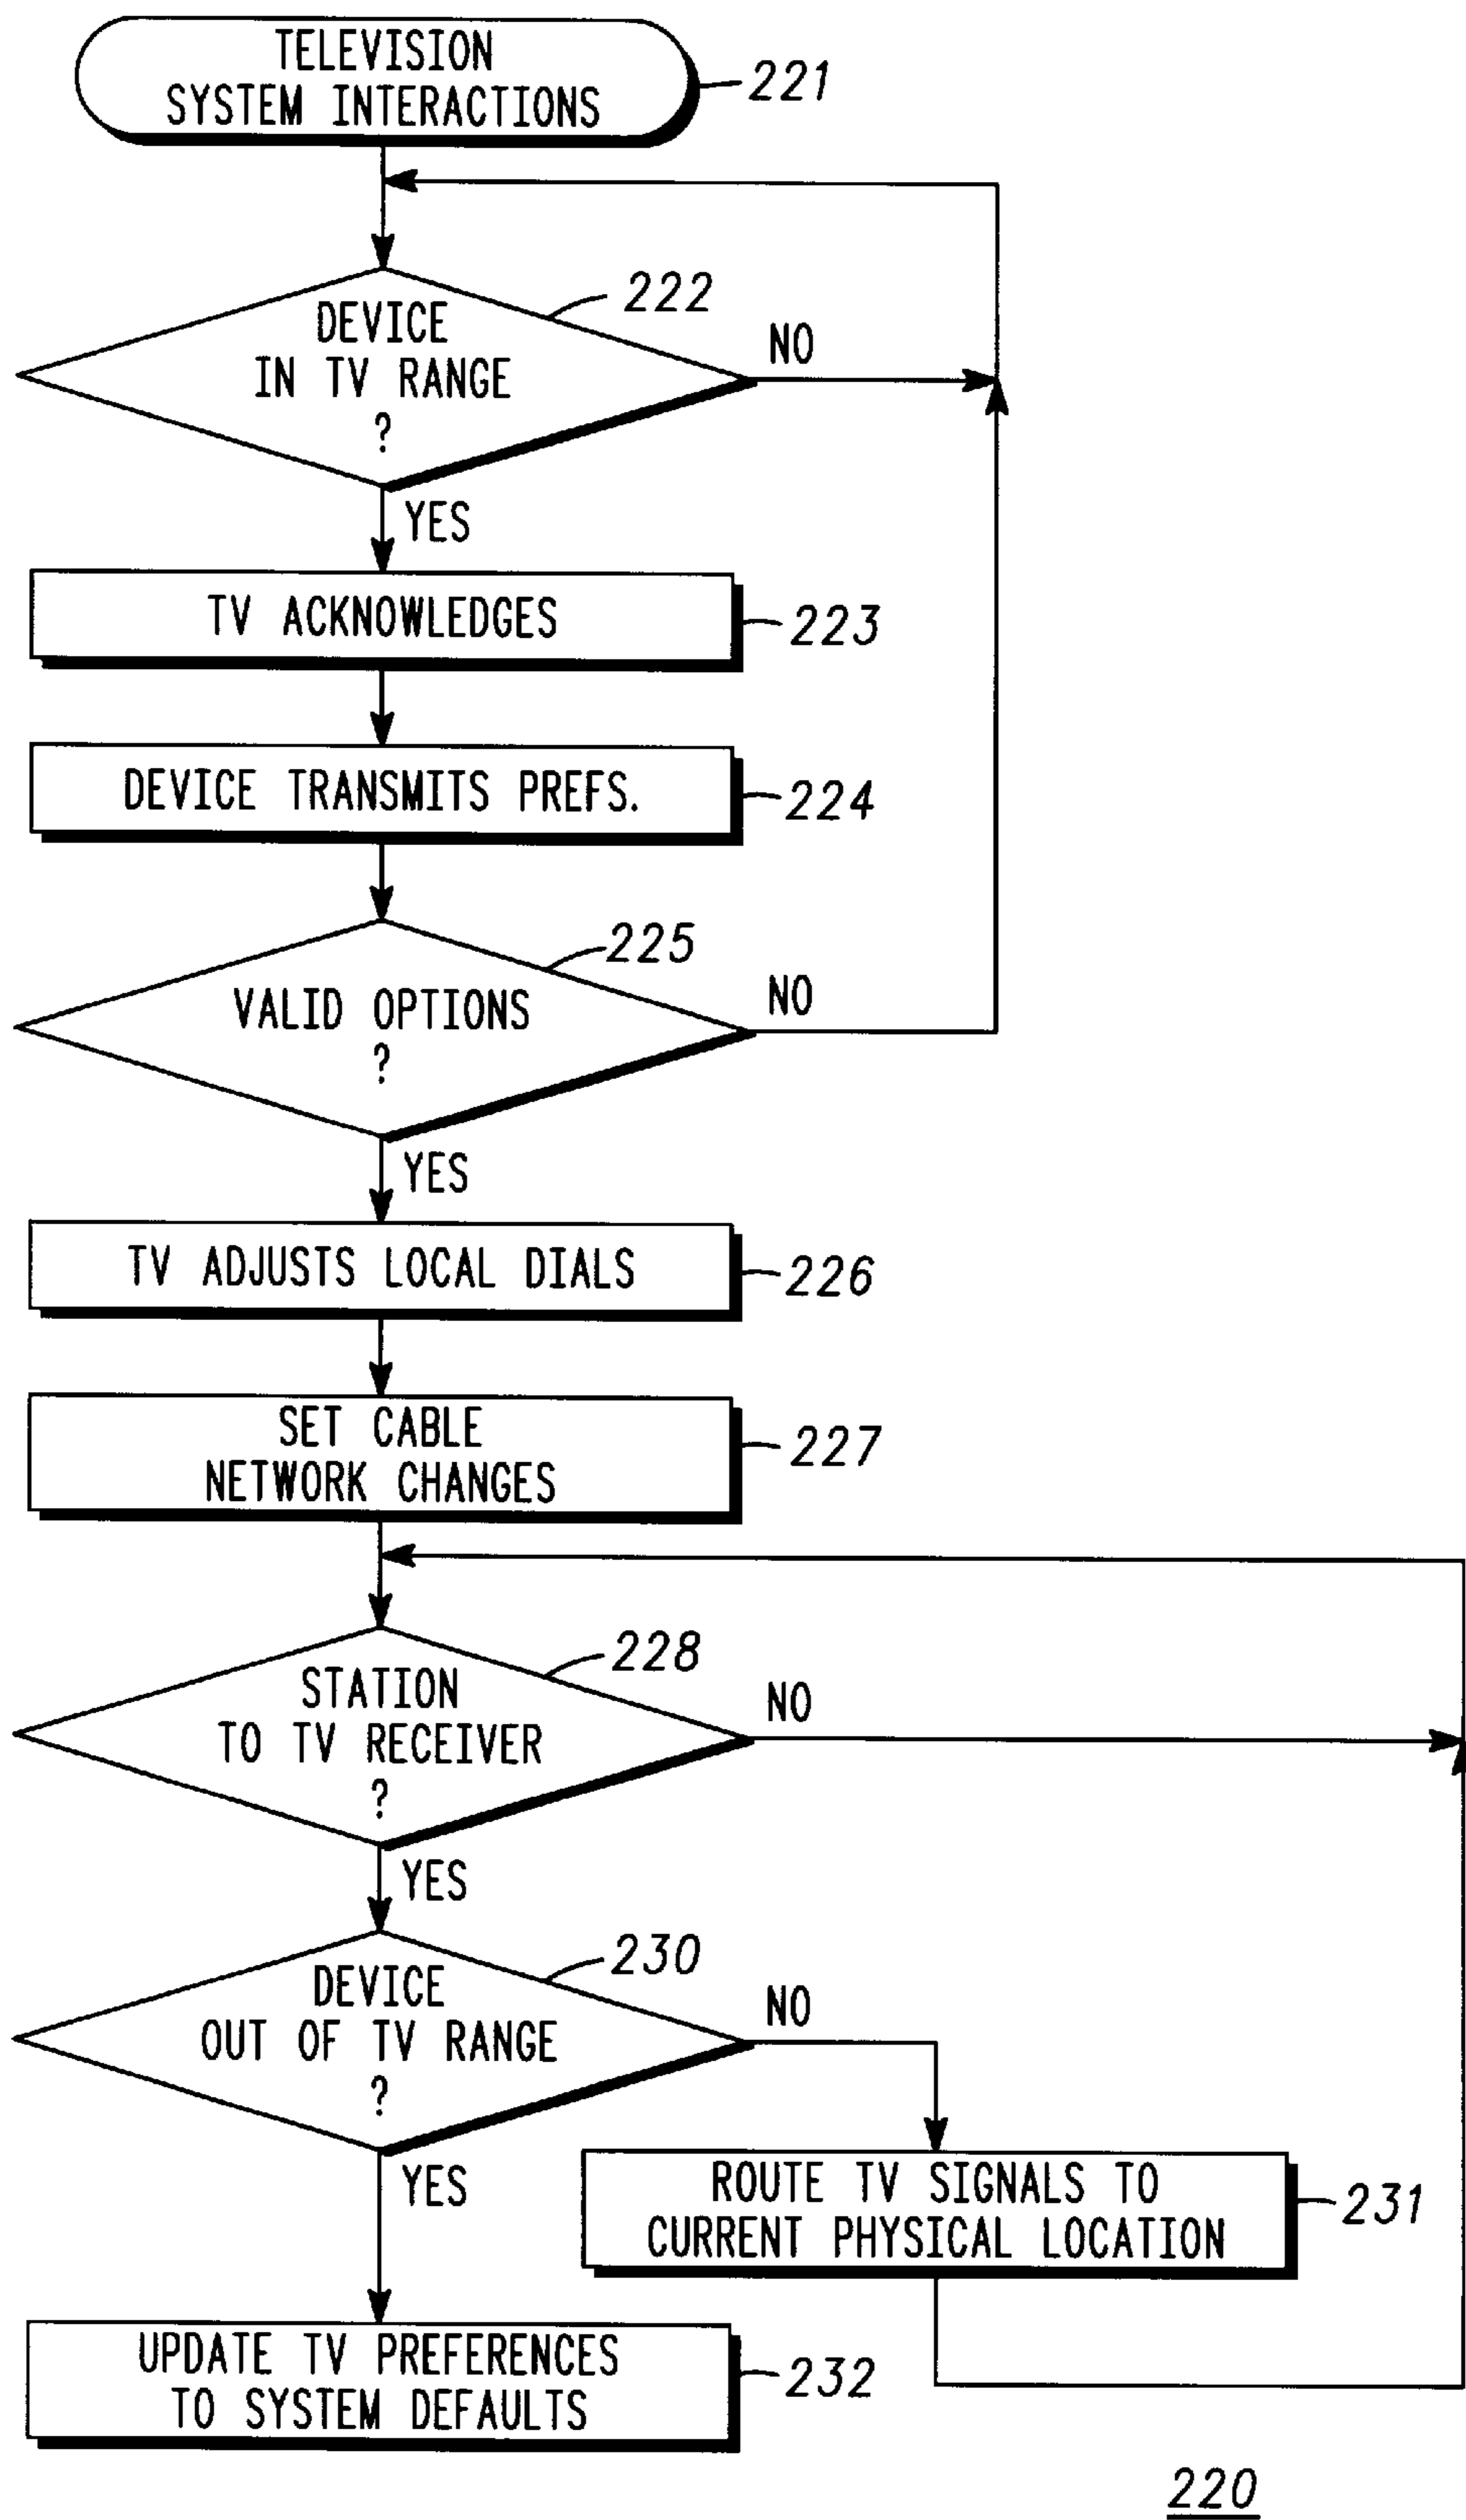 TELEVISION
SYSTEM INTERACTIONS
221
DEVICE
IN TV RANGE
?
222
NO
YES
TV ACKNOWLEDGES
223
DEVICE TRANSMITS PREFS.
224
VALID OPTIONS
?
225
NO
YES
TV ADJUSTS LOCAL DIALS
226
SET CABLE
NETWORK CHANGES
227
STATION
TO TV RECEIVER
?
228
NO
YES
DEVICE
OUT OF TV RANGE
?
230
NO
YES
ROUTE TV SIGNALS TO
CURRENT PHYSICAL LOCATION
231
UPDATE TV PREFERENCES
TO SYSTEM DEFAULTS
232
220